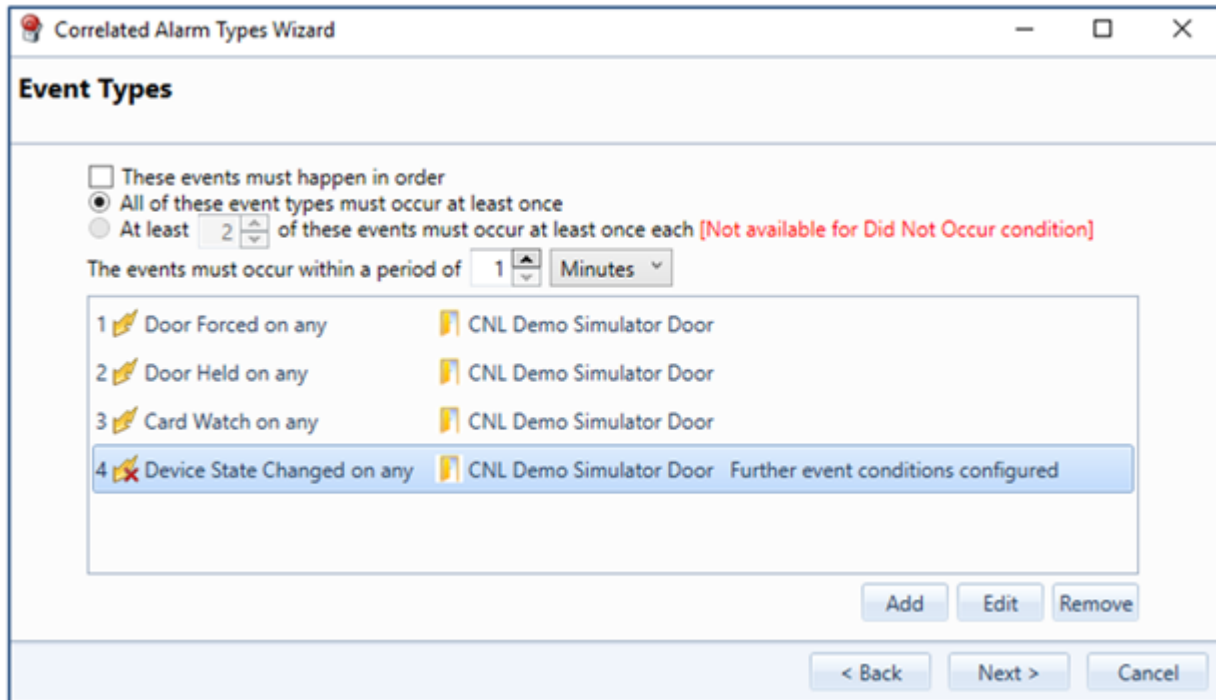 Correlated Alarm Types Wizard
Event Types
These events must happen in order
All of these event types must occur at least once
At least 2 of these events must occur at least once each [Not available for Did Not Occur condition]
The events must occur within a period of 1 Minutes
1 Door Forced on any CNL Demo Simulator Door
2 Door Held on any CNL Demo Simulator Door
3 Card Watch on any CNL Demo Simulator Door
4 Device State Changed on any CNL Demo Simulator Door Further event conditions configured
Add Edit Remove
< Back Next > Cancel